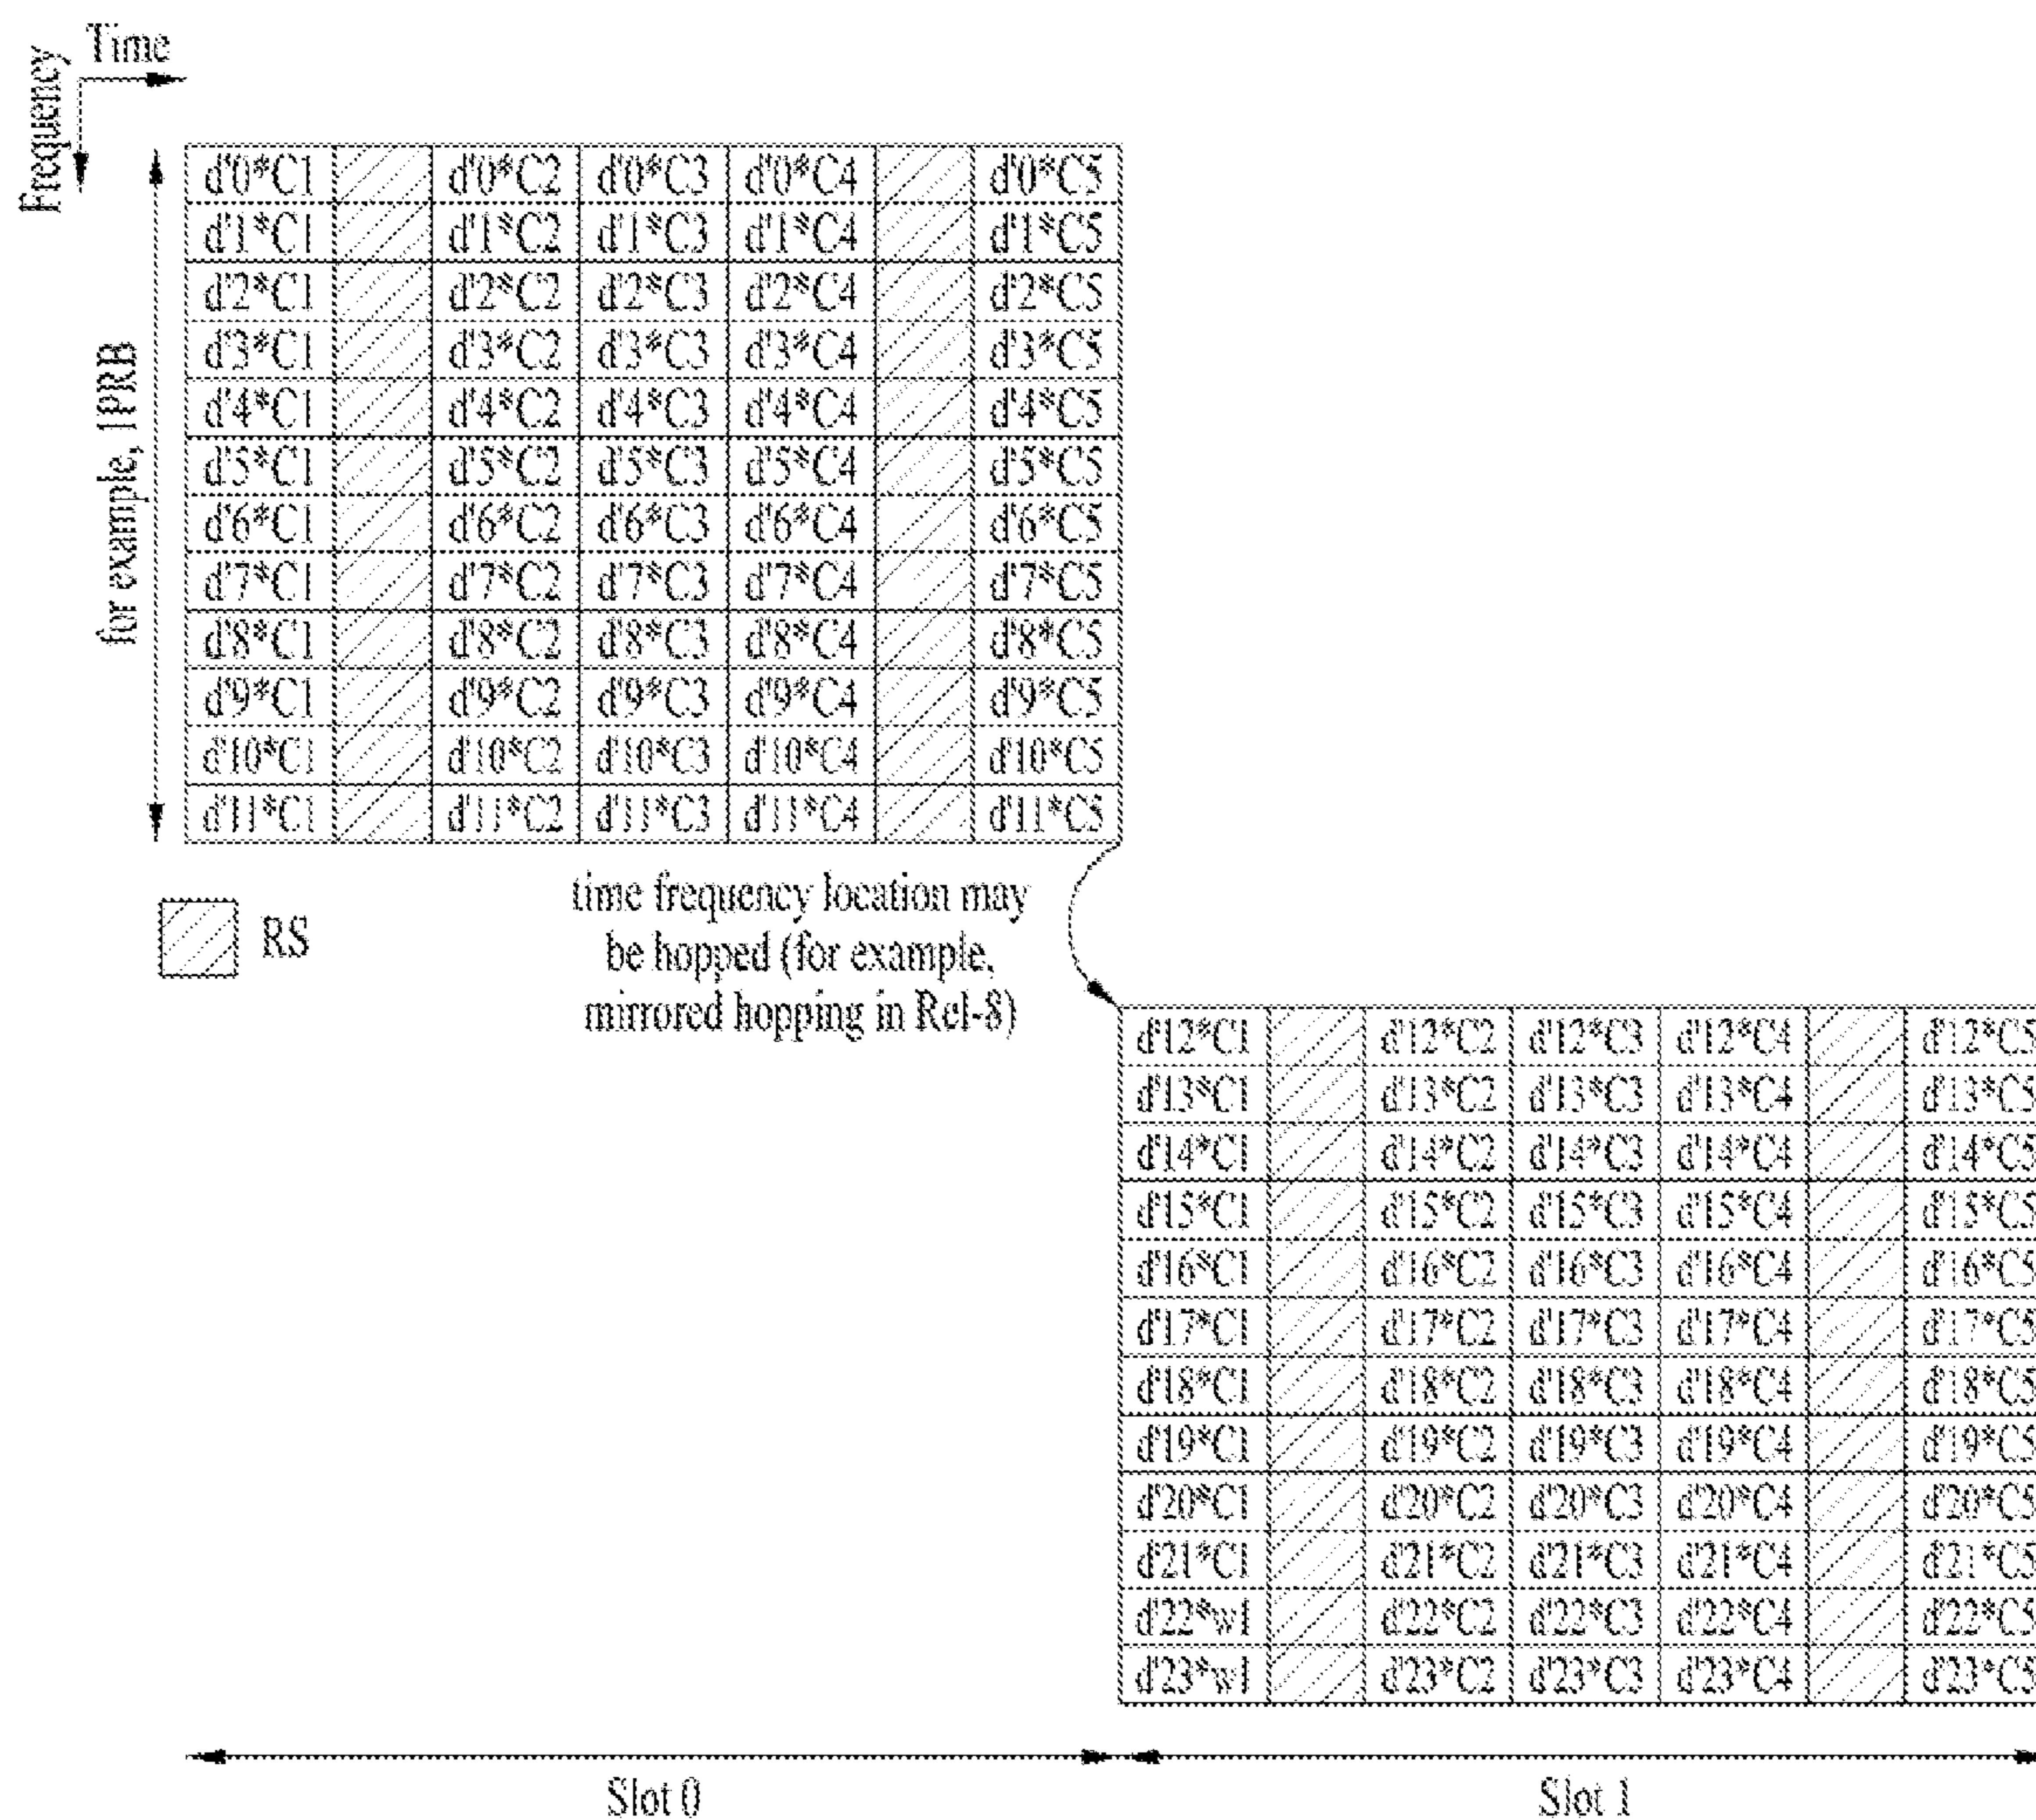 Time
Frequency
for example, 1PRB
d'0*C1 d'0*C2 d'0*C3 d'0*C4 d'0*C5
d'1*C1 d'1*C2 d'1*C3 d'1*C4 d'1*C5
d'2*C1 d'2*C2 d'2*C3 d'2*C4 d'2*C5
d'3*C1 d'3*C2 d'3*C3 d'3*C4 d'3*C5
d'4*C1 d'4*C2 d'4*C3 d'4*C4 d'4*C5
d'5*C1 d'5*C2 d'5*C3 d'5*C4 d'5*C5
d'6*C1 d'6*C2 d'6*C3 d'6*C4 d'6*C5
d'7*C1 d'7*C2 d'7*C3 d'7*C4 d'7*C5
d'8*C1 d'8*C2 d'8*C3 d'8*C4 d'8*C5
d'9*C1 d'9*C2 d'9*C3 d'9*C4 d'9*C5
d'10*C1 d'10*C2 d'10*C3 d'10*C4 d'10*C5
d'11*C1 d'11*C2 d'11*C3 d'11*C4 d'11*C5
RS
time frequency location may
be hopped (for example,
mirrored hopping in Rel-8)
d'12*C1 d'12*C2 d'12*C3 d'12*C4 d'12*C5
d'13*C1 d'13*C2 d'13*C3 d'13*C4 d'13*C5
d'14*C1 d'14*C2 d'14*C3 d'14*C4 d'14*C5
d'15*C1 d'15*C2 d'15*C3 d'15*C4 d'15*C5
d'16*C1 d'16*C2 d'16*C3 d'16*C4 d'16*C5
d'17*C1 d'17*C2 d'17*C3 d'17*C4 d'17*C5
d'18*C1 d'18*C2 d'18*C3 d'18*C4 d'18*C5
d'19*C1 d'19*C2 d'19*C3 d'19*C4 d'19*C5
d'20*C1 d'20*C2 d'20*C3 d'20*C4 d'20*C5
d'21*C1 d'21*C2 d'21*C3 d'21*C4 d'21*C5
d'22*w1 d'22*C2 d'22*C3 d'22*C4 d'22*C5
d'23*w1 d'23*C2 d'23*C3 d'23*C4 d'23*C5
Slot 0 Slot 1